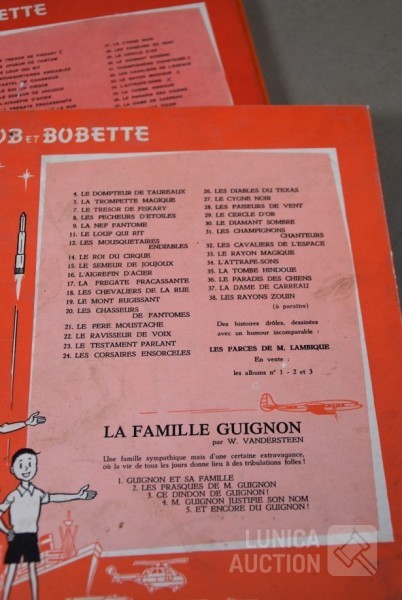 ETTE
UB ET BOBETTE
4. LE DOMPTEUR DE TAUREAUX
5. LA TROMPETTE MAGIQUE
7. LE TRESOR DE FISKARY
8. LES PECHEURS D'ETOILES
9. LA NEF FANTOME
11. LE LOUP QUI RIT
12. LES MOUSQUETAIRES
ENDIABLES
14. LE ROI DU CIRQUE
15. LE SEMEUR DE JOUJOUX
16. L'AIGREFIN D'ACIER
17. LA FREGATE FRACASSANTE
18. LES CHEVALIERS DE LA RUE
19. LE MONT RUGISSANT
20. LES CHASSEURS
DE FANTOMES
21. LE PERE MOUSTACHE
22. LE RAVISSEUR DE VOIX
23. LE TESTAMENT PARLANT
24. LES CORSAIRES ENSORCELES
26. LES DIABLES DU TEXAS
27. LE CYGNE NOIR
28. LES PAISEURS DE VENT
29. LE CERCLE D'OR
30. LE DIAMANT SOMBRE
31. LES CHAMPIGNONS
CHANTEURS
32. LES CAVALIERS DE L'ESPACE
33. LE RAYON MAGIQUE
34. L'ATTRAPE-SONS
35. LA TOMBE HINDOUE
36. LE PARADIS DES CHIENS
37. LA DAME DE CARREAU
38. LES RAYONS ZOUIN
(à paraître)
Des histoires drôles, dessinées
avec un humour incomparable :
LES FARCES DE M. LAMBIQUE
En vente :
les albums n° 1 - 2 et 3
LA FAMILLE GUIGNON
par W. VANDERSTEEN
Une famille sympathique mais d'une certaine extravagance,
où la vie de tous les jours donne lieu à des tribulations folles !
1. GUIGNON ET SA FAMILLE
2. LES FRASQUES DE M. GUIGNON
3. CE DINDON DE GUIGNON!
4. M. GUIGNON JUSTIFIE SON NOM
5. ET ENCORE DU GUIGNON!
LUNICA
AUCTION